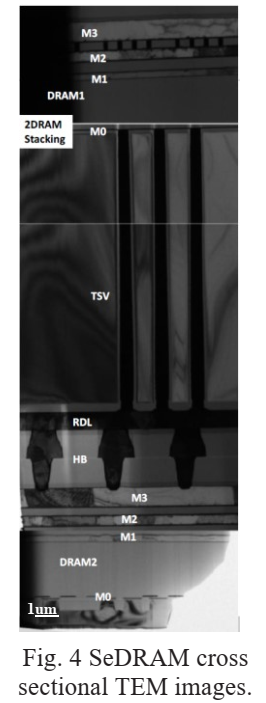 M3
M2
M1
DRAM1
2DRAM
Stacking
M0
TSV
RDL
HB
M3
M2
M1
DRAM2
M0
1um
Fig. 4 SeDRAM cross
sectional TEM images.